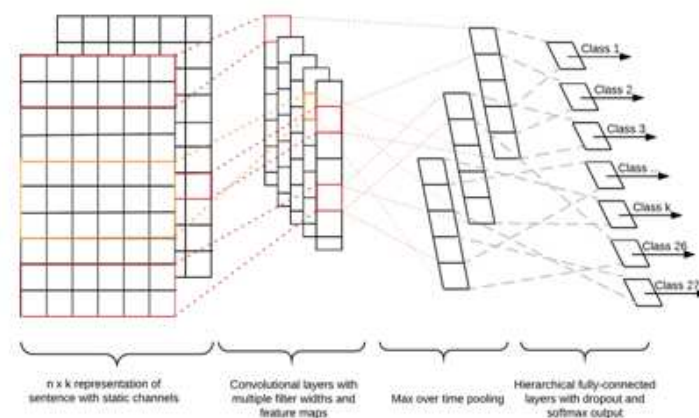 Class 1
Class 2
Class 3
Class ..
Class k
Class 26
Class 27
n x k representation of
sentence with static channels
Convolutional layers with
multiple filter widths and
feature maps
Max over time pooling
Hierarchical fully-connected
layers with dropout and
softmax output